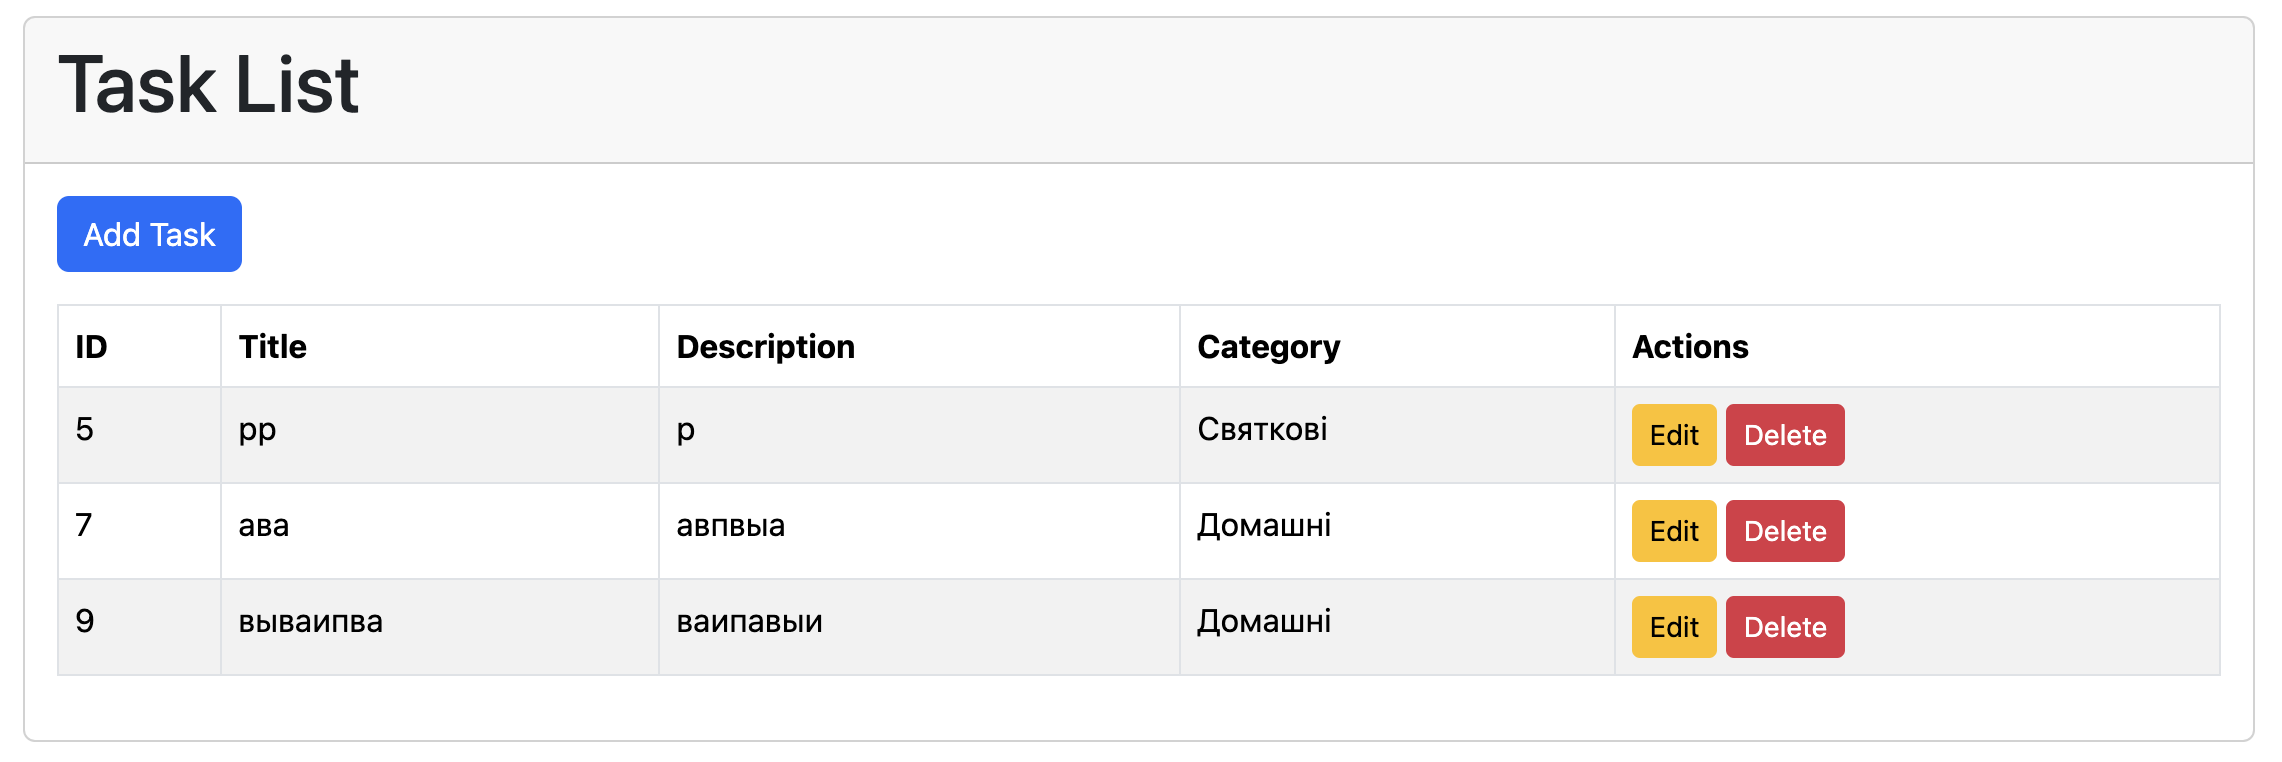 Task List
Add Task
ID Title Description Category Actions
5 рр р Святкові Edit Delete
7 ава авпвыа Домашні Edit Delete
9 вываипва ваипавыи Домашні Edit Delete